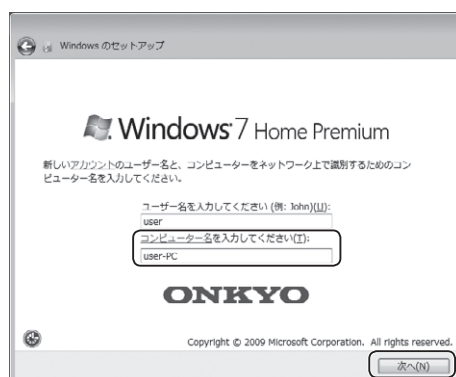 Windows のセットアップ
Windows 7 Home Premium
新しいアカウントのユーザー名と、コンピューターをネットワーク上で識別するためのコン
ピューター名を入力してください。
ユーザー名を入力してください (例: John)(U):
user
コンピューター名を入力してください(T):
user-PC
ONKYO
Copyright © 2009 Microsoft Corporation. All rights reserved.
次へ(N)